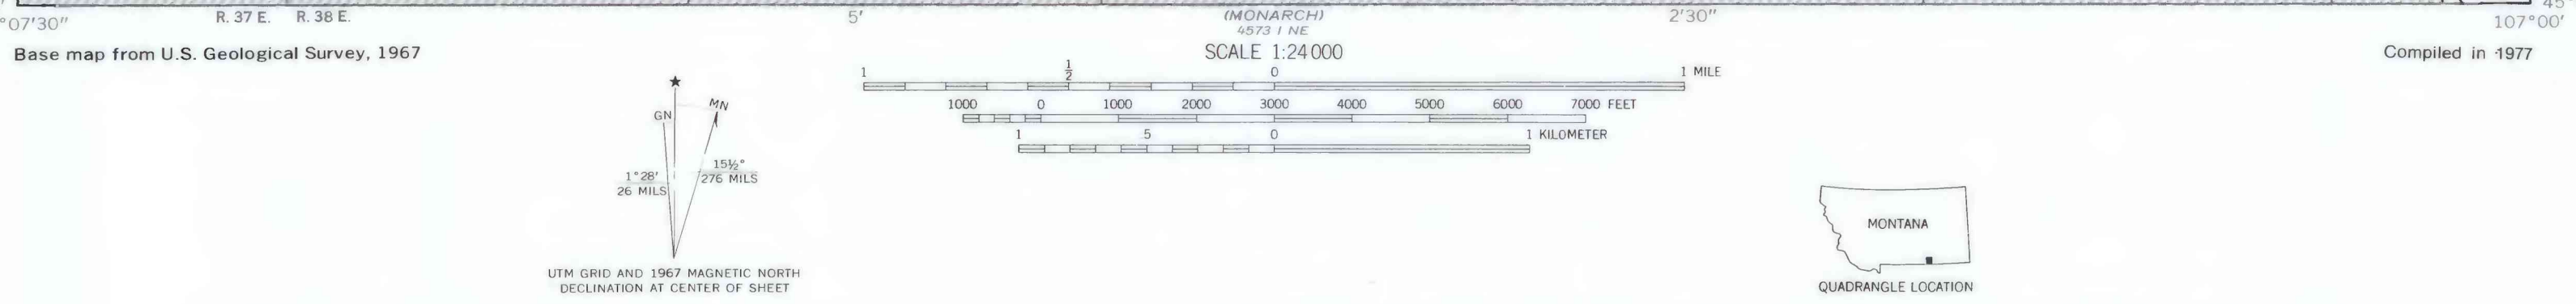 °07'30" R. 37 E. R. 38 E. 5' (MONARCH) 2'30" 45°
4573 I NE 107°00'
Base map from U.S. Geological Survey, 1967 SCALE 1:24 000 Compiled in 1977
1 1/2 0 1 MILE
1000 0 1000 2000 3000 4000 5000 6000 7000 FEET
1 5 0 1 KILOMETER
★
GN MN
1°28' 15½°
26 MILS 276 MILS
UTM GRID AND 1967 MAGNETIC NORTH
DECLINATION AT CENTER OF SHEET
MONTANA
QUADRANGLE LOCATION